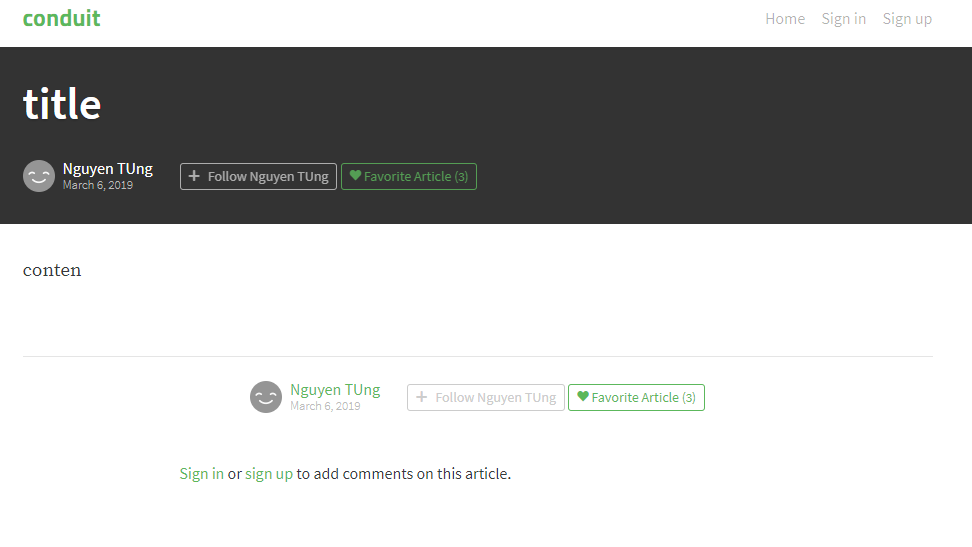 conduit
Home Sign in Sign up
title
Nguyen TUng
March 6, 2019
+ Follow Nguyen TUng
Favorite Article (3)
conten
Nguyen TUng
March 6, 2019
+ Follow Nguyen TUng
Favorite Article (3)
Sign in or sign up to add comments on this article.